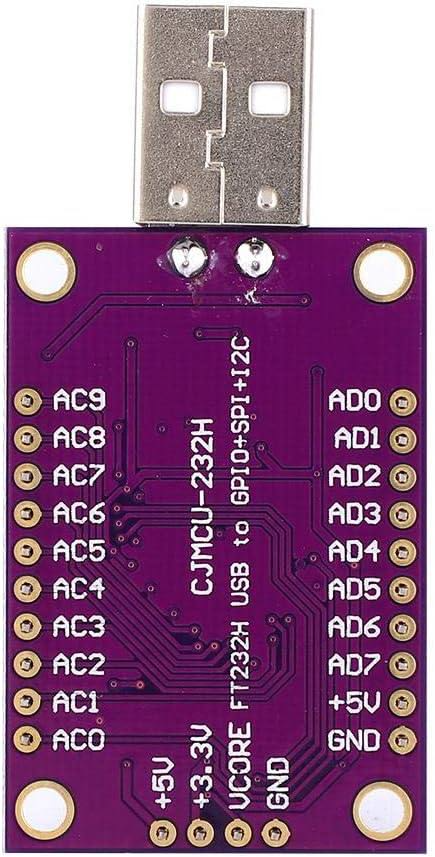 AC9
AC8
AC7
AC6
AC5
AC4
AC3
AC2
AC1
AC0
CJMCU-232H
FT232H USB to GPIO+SPI+I2C
AD0
AD1
AD2
AD3
AD4
AD5
AD6
AD7
+5V
GND
+5V
+3.3V
VCORE
GND